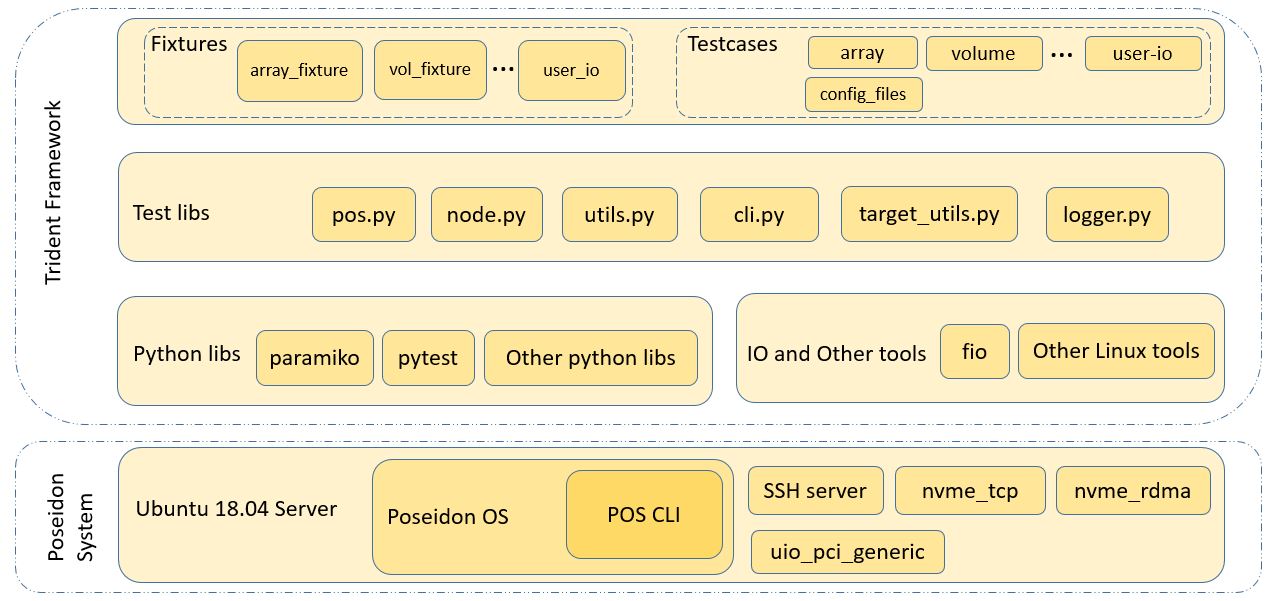 Trident Framework
Fixtures
array_fixture
vol_fixture
...
user_io
Testcases
array
volume
...
user-io
config_files
Test libs
pos.py
node.py
utils.py
cli.py
target_utils.py
logger.py
Python libs
paramiko
pytest
Other python libs
IO and Other tools
fio
Other Linux tools
Poseidon
System
Ubuntu 18.04 Server
Poseidon OS
POS CLI
SSH server
nvme_tcp
nvme_rdma
uio_pci_generic